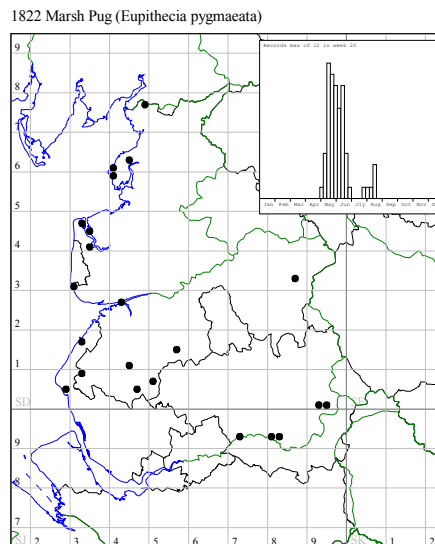 1822 Marsh Pug (Eupithecia pygmaeata)
Records max of 12 in week 20
Jan Feb Mar Apr May Jun Jly Aug Sep Oct Nov D
9
8
7
6
5
4
3
2
1
SD
SE
9
8
7
SJ
SK
2 3 4 5 6 7 8 9 1 2